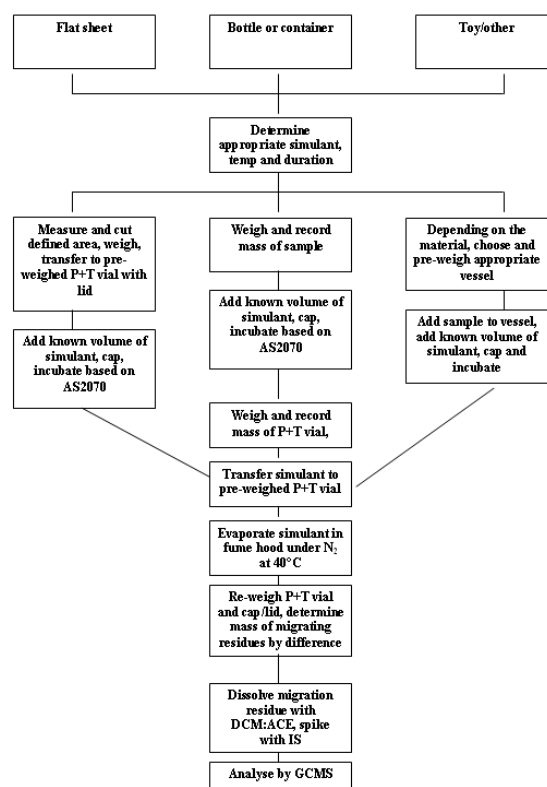 Flat sheet
Bottle or container
Toy/other
Determine
appropriate simulant,
temp and duration
Measure and cut
defined area, weigh,
transfer to pre-
weighed P+T vial with
lid
Weigh and record
mass of sample
Depending on the
material, choose and
pre-weigh appropriate
vessel
Add known volume of
simulant, cap,
incubate based on
AS2070
Add known volume of
simulant, cap,
incubate based on
AS2070
Add sample to vessel,
add known volume of
simulant, cap and
incubate
Weigh and record
mass of P+T vial,
Transfer simulant to
pre-weighed P+T vial
Evaporate simulant in
fume hood under N₂
at 40°C
Re-weigh P+T vial
and cap/lid, determine
mass of migrating
residues by difference
Dissolve migration
residue with
DCM:ACE, spike
with IS
Analyse by GCMS